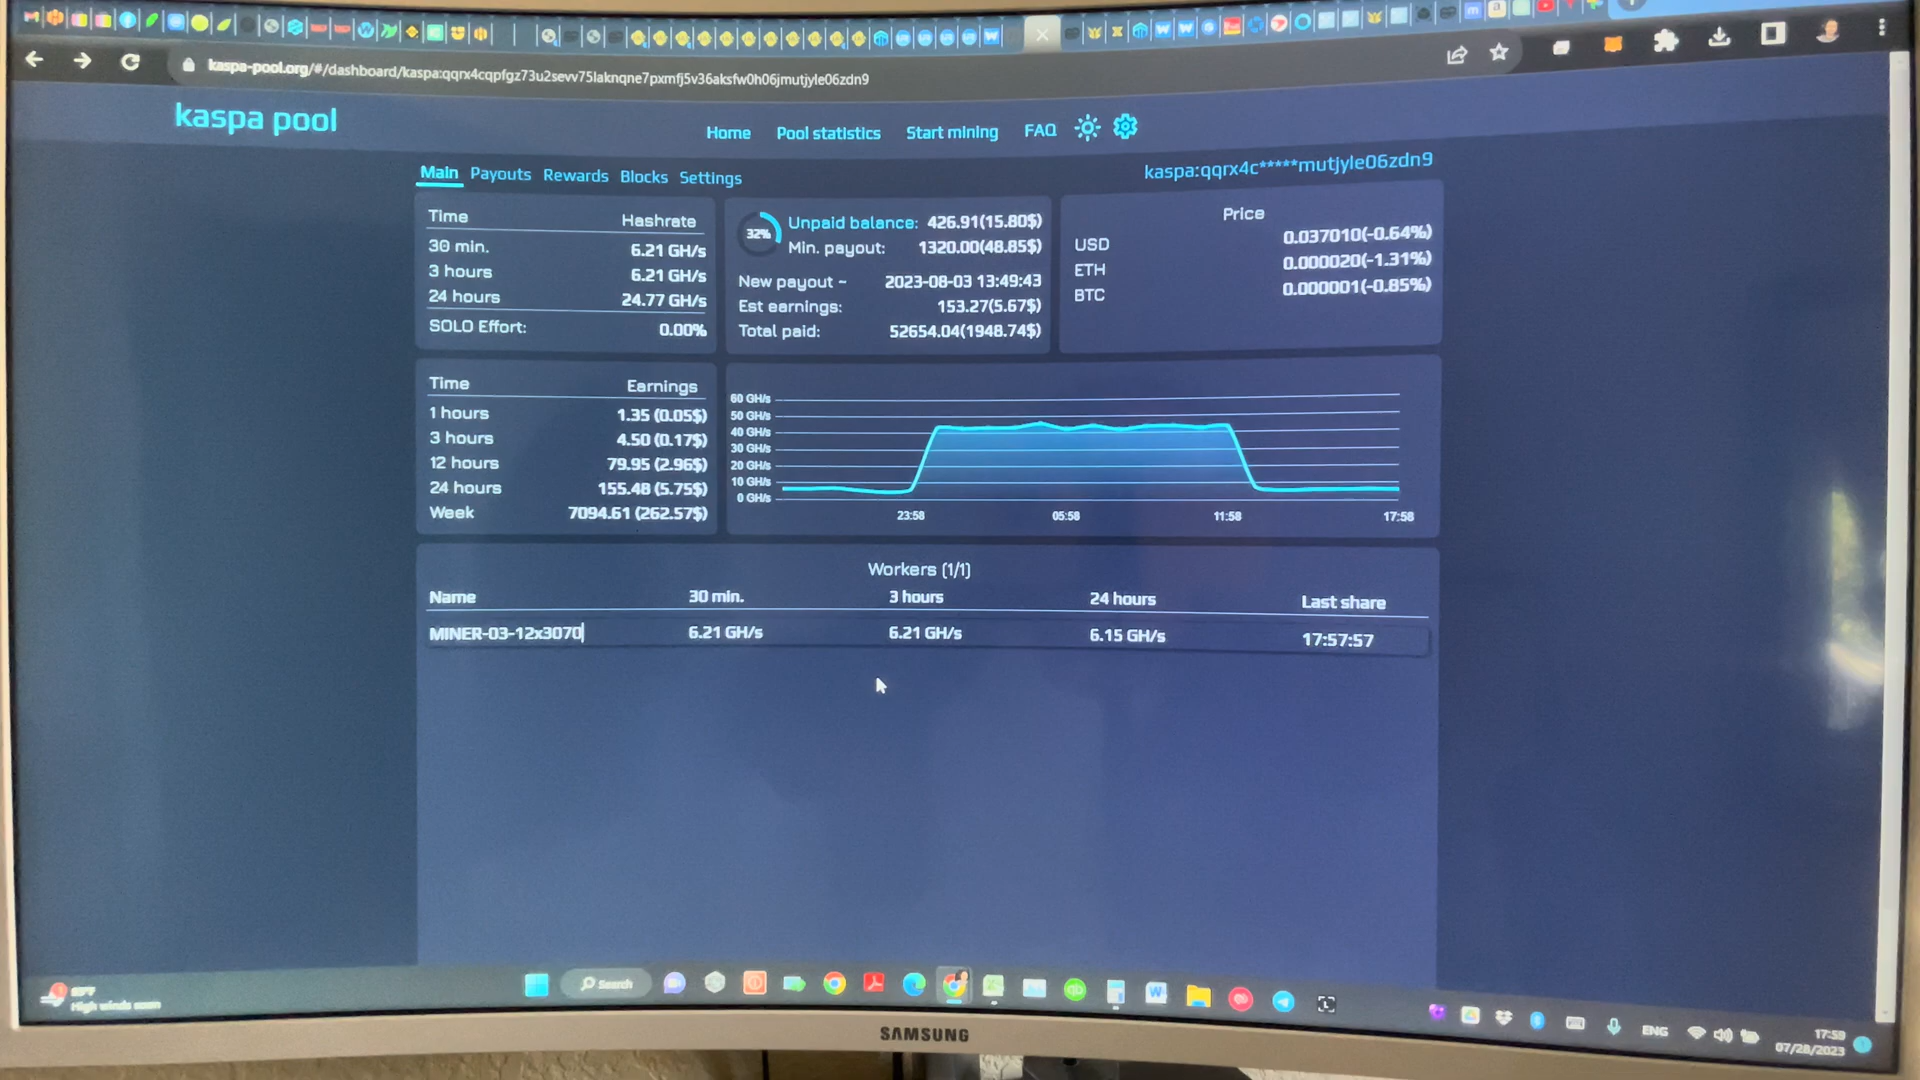 kaspa-pool.org/#/dashboard/kaspa:qqrx4cqpfgz73u2sevv75laknqne7pxmfj5v36aksfw0h06jmutjyle06zdn9
kaspa pool
Home Pool statistics Start mining FAQ
Main Payouts Rewards Blocks Settings
kaspa:qqrx4c*****mutjyle06zdn9
Time Hashrate
30 min. 6.21 GH/s
3 hours 6.21 GH/s
24 hours 24.77 GH/s
SOLO Effort: 0.00%
32%
Unpaid balance: 426.91(15.80$)
Min. payout: 1320.00(48.85$)
New payout ~ 2023-08-03 13:49:43
Est earnings: 153.27(5.67$)
Total paid: 52654.04(1948.74$)
Price
USD 0.037010(-0.64%)
ETH 0.000020(-1.31%)
BTC 0.000001(-0.85%)
Time Earnings
1 hours 1.35 (0.05$)
3 hours 4.50 (0.17$)
12 hours 79.95 (2.96$)
24 hours 155.48 (5.75$)
Week 7094.61 (262.57$)
60 GH/s
50 GH/s
40 GH/s
30 GH/s
20 GH/s
10 GH/s
0 GH/s
23:58 05:58 11:58 17:58
Workers (1/1)
Name 30 min. 3 hours 24 hours Last share
MINER-03-12x3070 6.21 GH/s 6.21 GH/s 6.15 GH/s 17:57:57
High winds soon
Search
ENG
17:59
07/28/2023
SAMSUNG